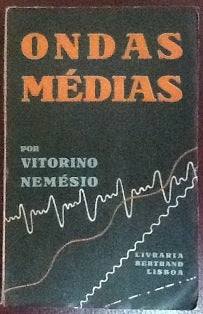 ONDAS
MÉDIAS
POR
VITORINO
NEMÉSIO
LIVRARIA
BERTRAND
LISBOA